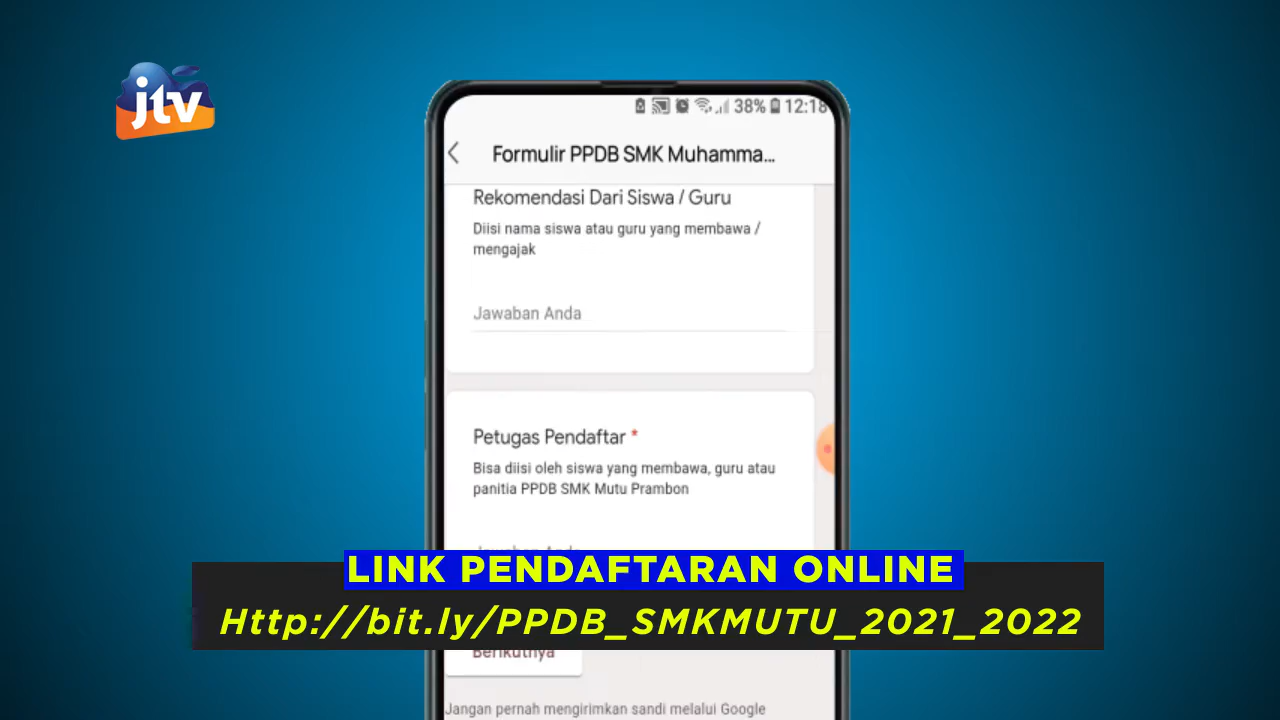 jtv
38% 12:18
Formulir PPDB SMK Muhamma...
Rekomendasi Dari Siswa / Guru
Diisi nama siswa atau guru yang membawa /
mengajak
Jawaban Anda
Petugas Pendaftar *
Bisa diisi oleh siswa yang membawa, guru atau
panitia PPDB SMK Mutu Prambon
Jawaban Anda
LINK PENDAFTARAN ONLINE
Http://bit.ly/PPDB_SMKMUTU_2021_2022
Berikutnya
Jangan pernah mengirimkan sandi melalui Google